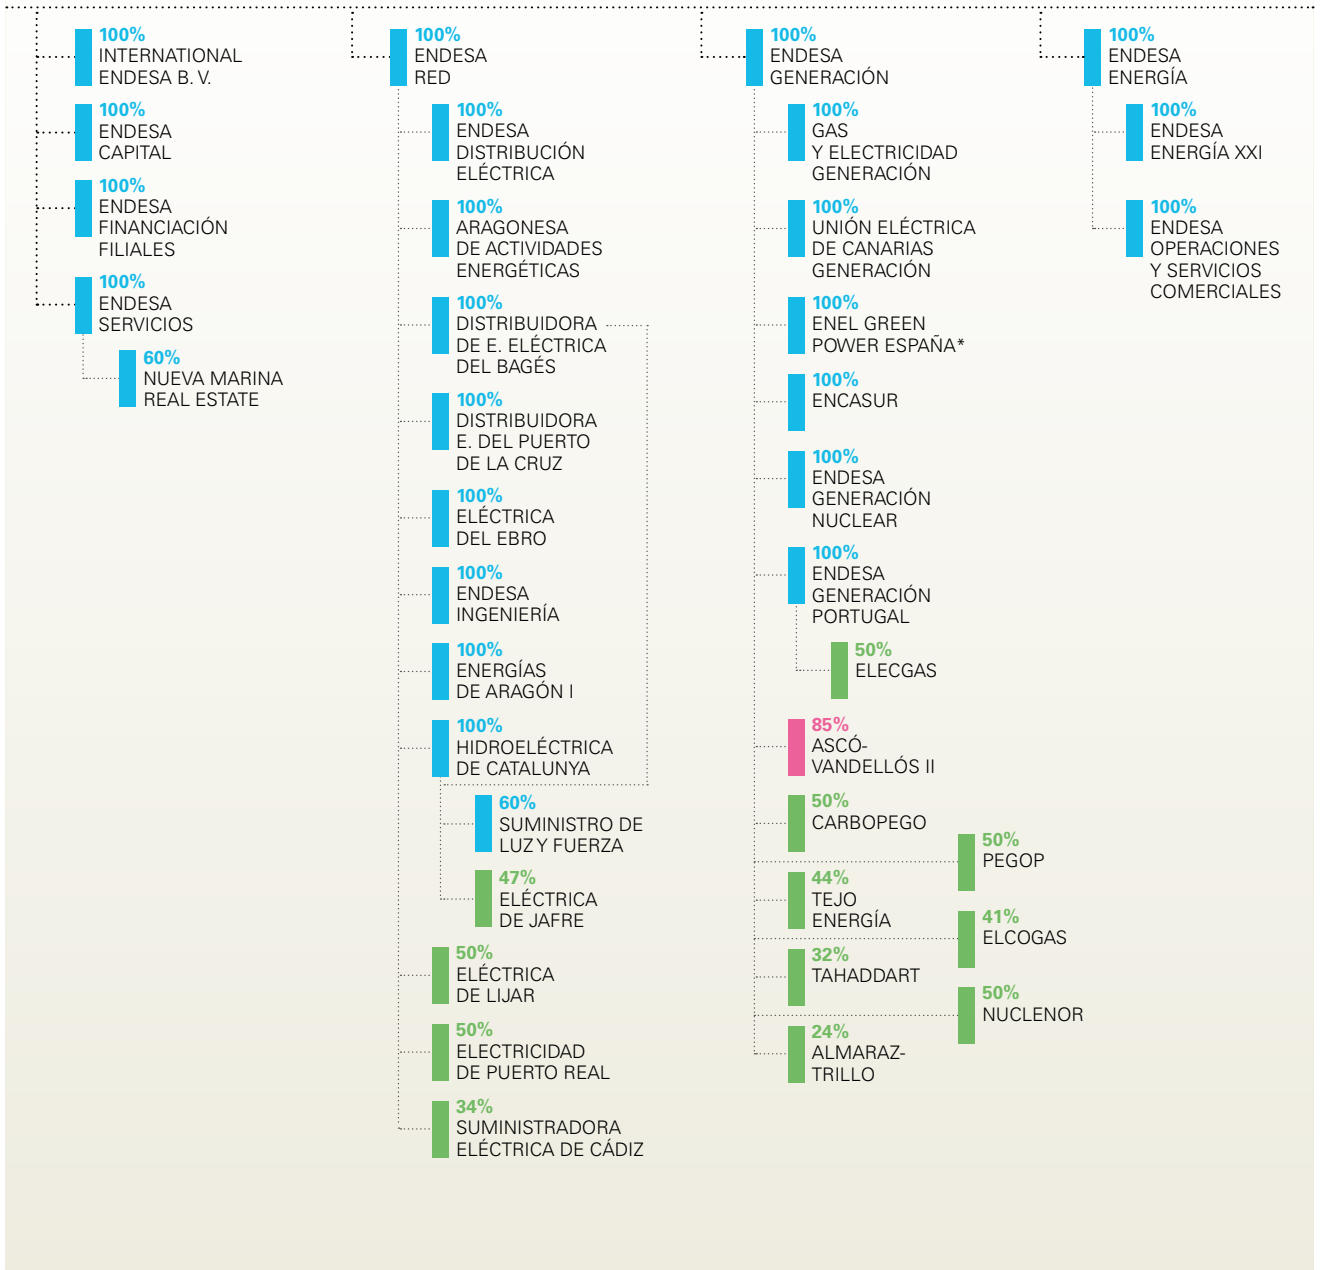 100%
INTERNATIONAL
ENDESA B. V.
100%
ENDESA
CAPITAL
100%
ENDESA
FINANCIACIÓN
FILIALES
100%
ENDESA
SERVICIOS
60%
NUEVA MARINA
REAL ESTATE
100%
ENDESA
RED
100%
ENDESA
DISTRIBUCIÓN
ELÉCTRICA
100%
ARAGONESA
DE ACTIVIDADES
ENERGÉTICAS
100%
DISTRIBUIDORA
DE E. ELÉCTRICA
DEL BAGÉS
100%
DISTRIBUIDORA
E. DEL PUERTO
DE LA CRUZ
100%
ELÉCTRICA
DEL EBRO
100%
ENDESA
INGENIERÍA
100%
ENERGÍAS
DE ARAGÓN I
100%
HIDROELÉCTRICA
DE CATALUNYA
60%
SUMINISTRO DE
LUZ Y FUERZA
47%
ELÉCTRICA
DE JAFRE
50%
ELÉCTRICA
DE LIJAR
50%
ELECTRICIDAD
DE PUERTO REAL
34%
SUMINISTRADORA
ELÉCTRICA DE CÁDIZ
100%
ENDESA
GENERACIÓN
100%
GAS
Y ELECTRICIDAD
GENERACIÓN
100%
UNIÓN ELÉCTRICA
DE CANARIAS
GENERACIÓN
100%
ENEL GREEN
POWER ESPAÑA*
100%
ENCASUR
100%
ENDESA
GENERACIÓN
NUCLEAR
100%
ENDESA
GENERACIÓN
PORTUGAL
50%
ELECGAS
85%
ASCÓ-
VANDELLÓS II
50%
CARBOPEGO
50%
PEGOP
44%
TEJO
ENERGÍA
41%
ELCOGAS
32%
TAHADDART
50%
NUCLENOR
24%
ALMARAZ-
TRILLO
100%
ENDESA
ENERGÍA
100%
ENDESA
ENERGÍA XXI
100%
ENDESA
OPERACIONES
Y SERVICIOS
COMERCIALES